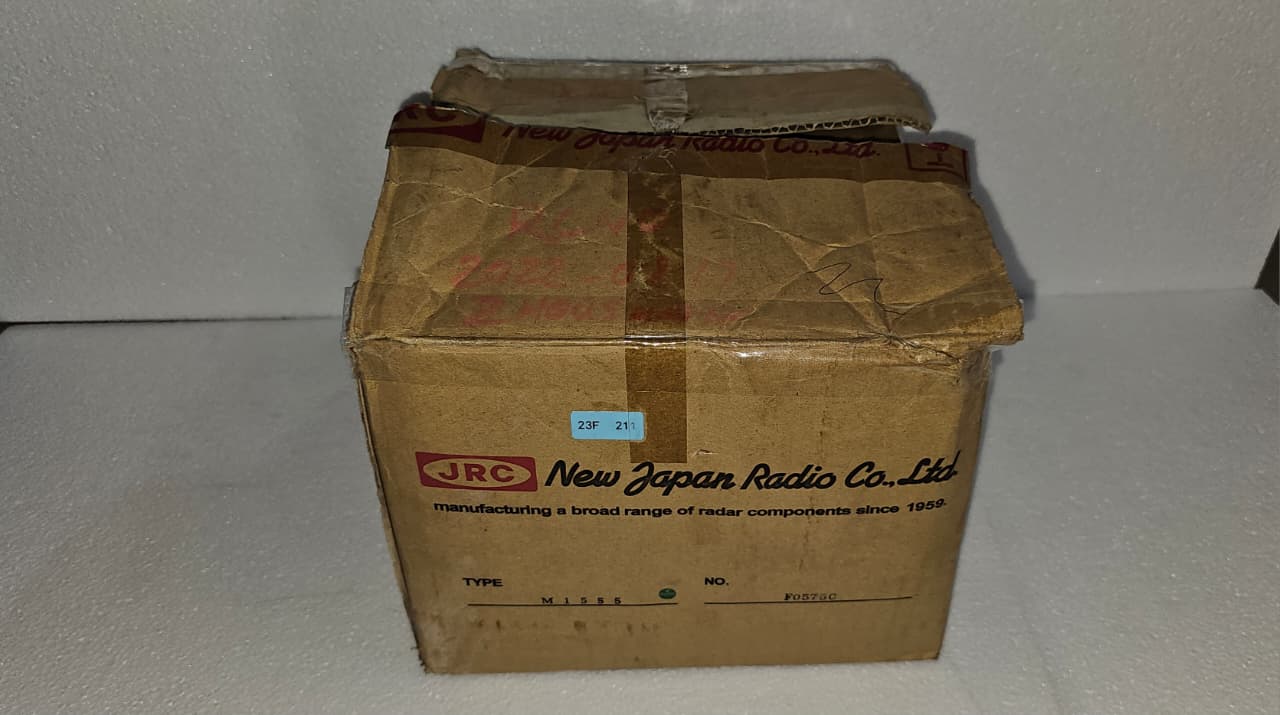 JRC New Japan Radio Co., Ltd.
23F 211
JRC New Japan Radio Co., Ltd.
manufacturing a broad range of radar components since 1959.
TYPE M1555 NO. F0575C